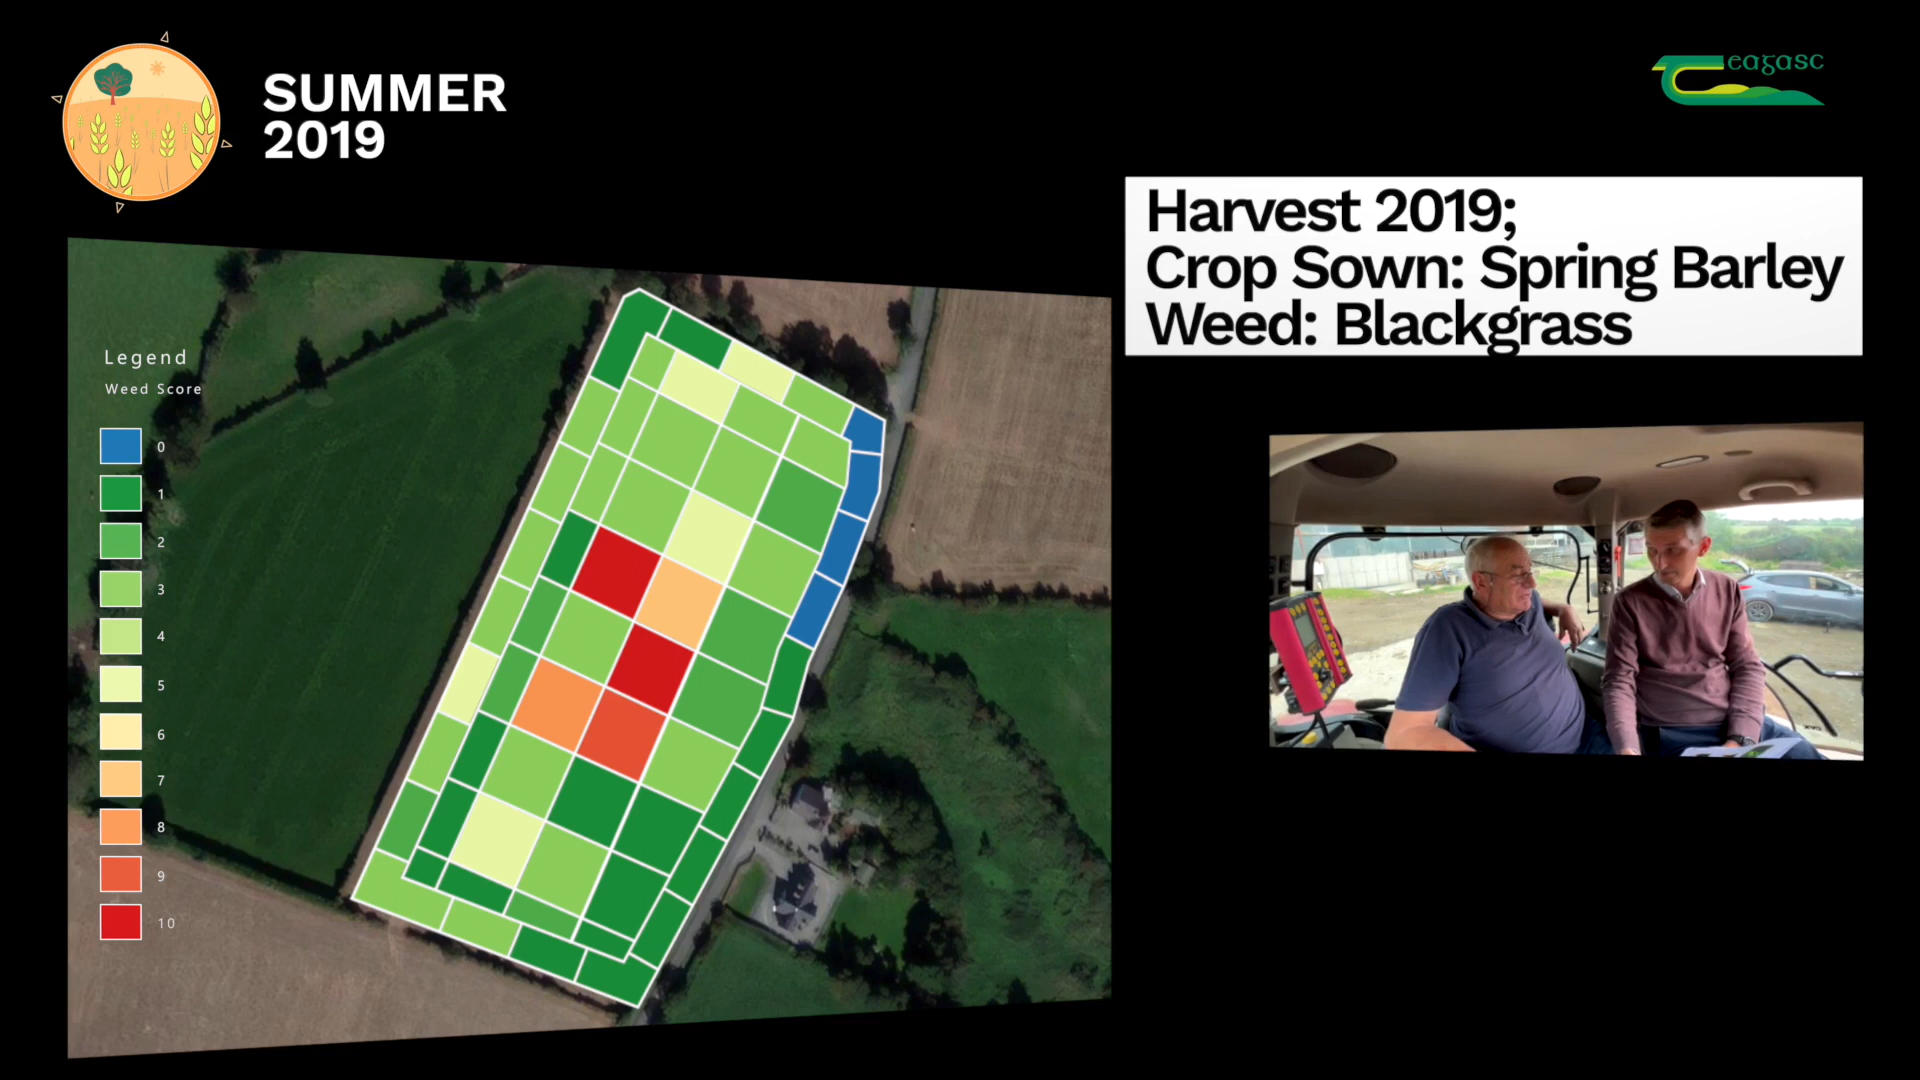 SUMMER
2019
eagasc
Harvest 2019;
Crop Sown: Spring Barley
Weed: Blackgrass
Legend
Weed Score
0
1
2
3
4
5
6
7
8
9
10